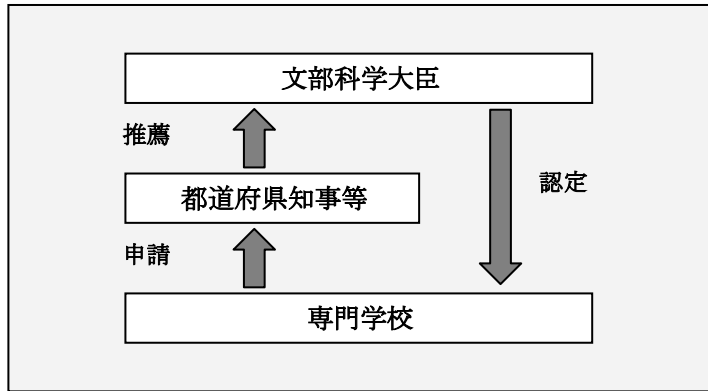 文部科学大臣
推薦
都道府県知事等
認定
申請
専門学校